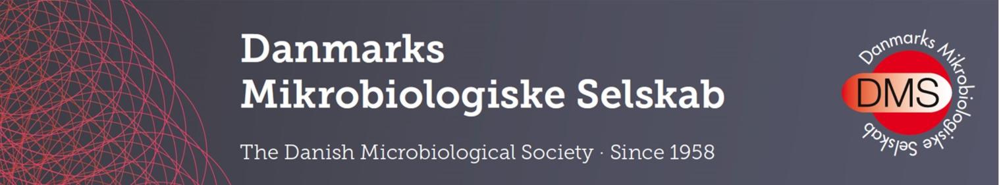 Danmarks
Mikrobiologiske Selskab
The Danish Microbiological Society · Since 1958
Danmarks Mikrobiologiske Selskab
DMS